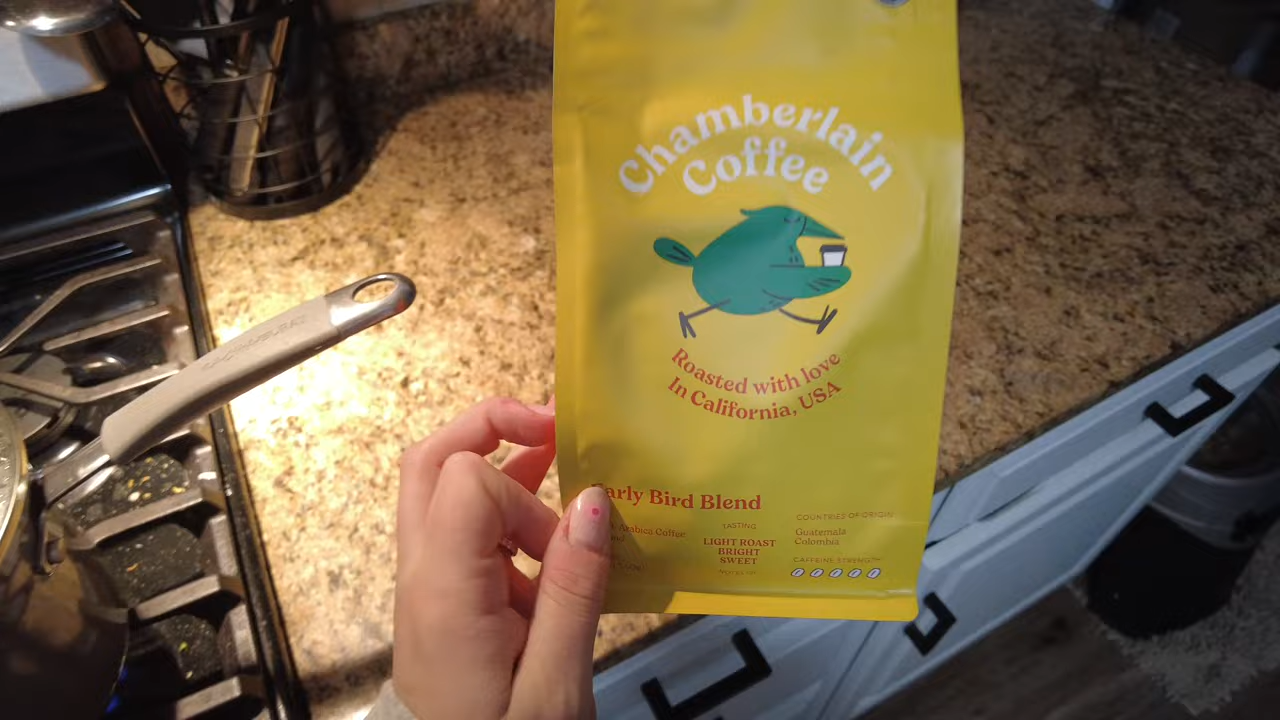 Chamberlain
Coffee
Roasted with love
In California, USA
Early Bird Blend
Arabica Coffee
TASTING
LIGHT ROAST
BRIGHT
SWEET
COUNTRIES OF ORIGIN
Guatemala
Colombia
CAFFEINE STRENGTH